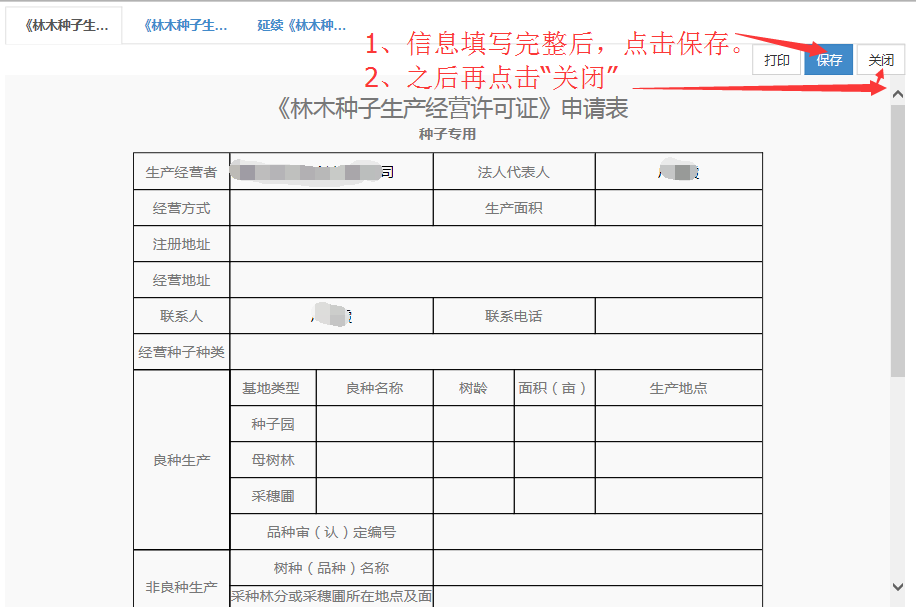 《林木种子生... 《林木种子生... 延续《林木种...
1、信息填写完整后，点击保存。
2、之后再点击“关闭”
打印 保存 关闭
《林木种子生产经营许可证》申请表
种子专用
生产经营者 司 法人代表人
经营方式 生产面积
注册地址
经营地址
联系人 联系电话
经营种子种类
良种生产
基地类型 良种名称 树龄 面积（亩） 生产地点
种子园
母树林
采穗圃
品种审（认）定编号
非良种生产
树种（品种）名称
采种林分或采穗圃所在地点及面